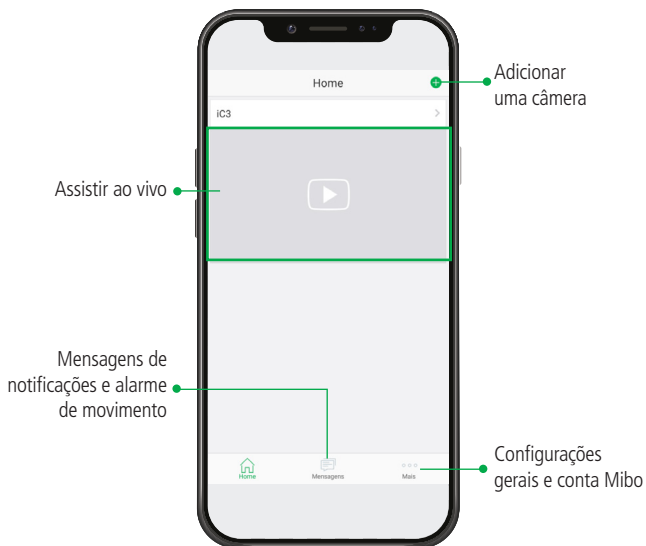 Home
Adicionar
uma câmera
iC3
Assistir ao vivo
Mensagens de
notificações e alarme
de movimento
Home
Mensagens
Mais
Configurações
gerais e conta Mibo